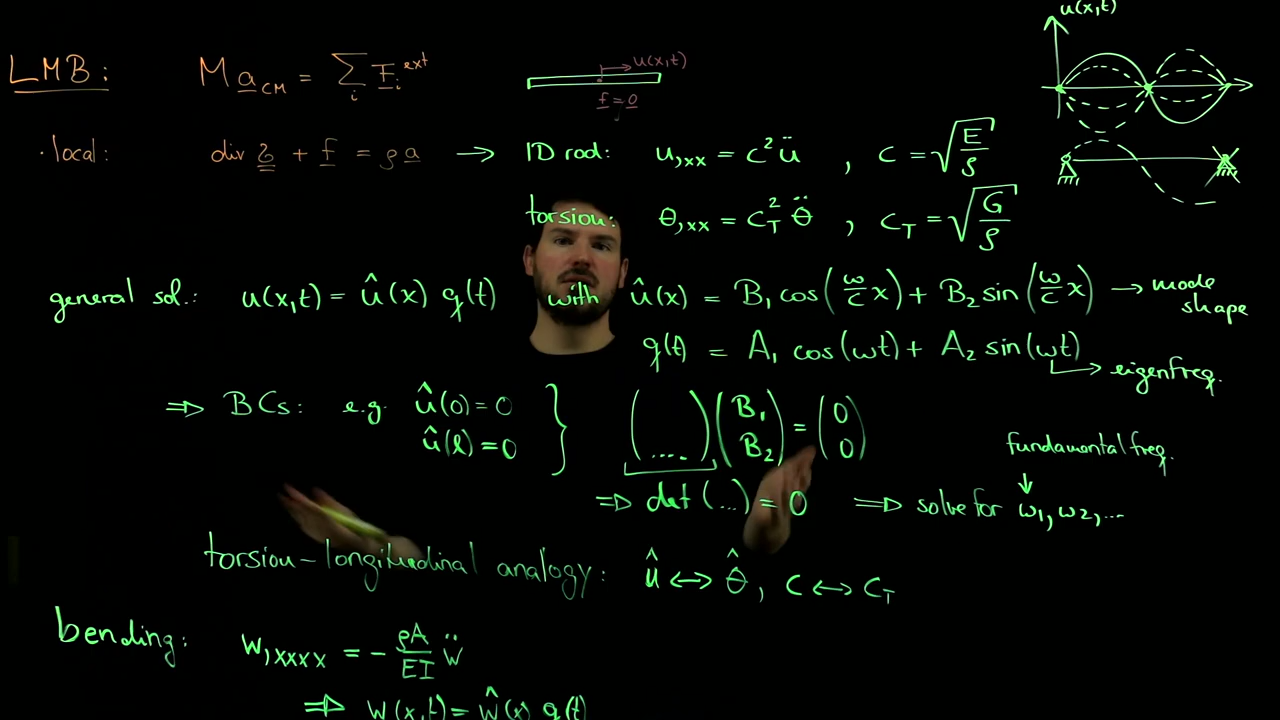 LMB: M a_CM = Σ_i F_i^ext
u(x,t)
f = 0
u(x,t)
· local: div σ + f = ρa → 1D rod: u,xx = c² ü , c = √(E/ρ)
torsion: θ,xx = c_T² θ̈ , c_T = √(G/ρ)
general sol.: u(x,t) = û(x) q(t) with û(x) = B₁ cos(ω/c x) + B₂ sin(ω/c x) → mode shape
q(t) = A₁ cos(ωt) + A₂ sin(ωt)
→ eigenfreq.
⇒ BCs: e.g. û(0) = 0
û(l) = 0 } (.... ) (B₁ B₂) = (0 0)
fundamental freq.
⇒ det(...) = 0 ⇒ solve for ω₁, ω₂, ...
torsion–longitudinal analogy: û ↔ θ̂, c ↔ c_T
bending: w,xxxx = - ρA/EI ẅ
⇒ w(x,t) = ŵ(x) q(t)